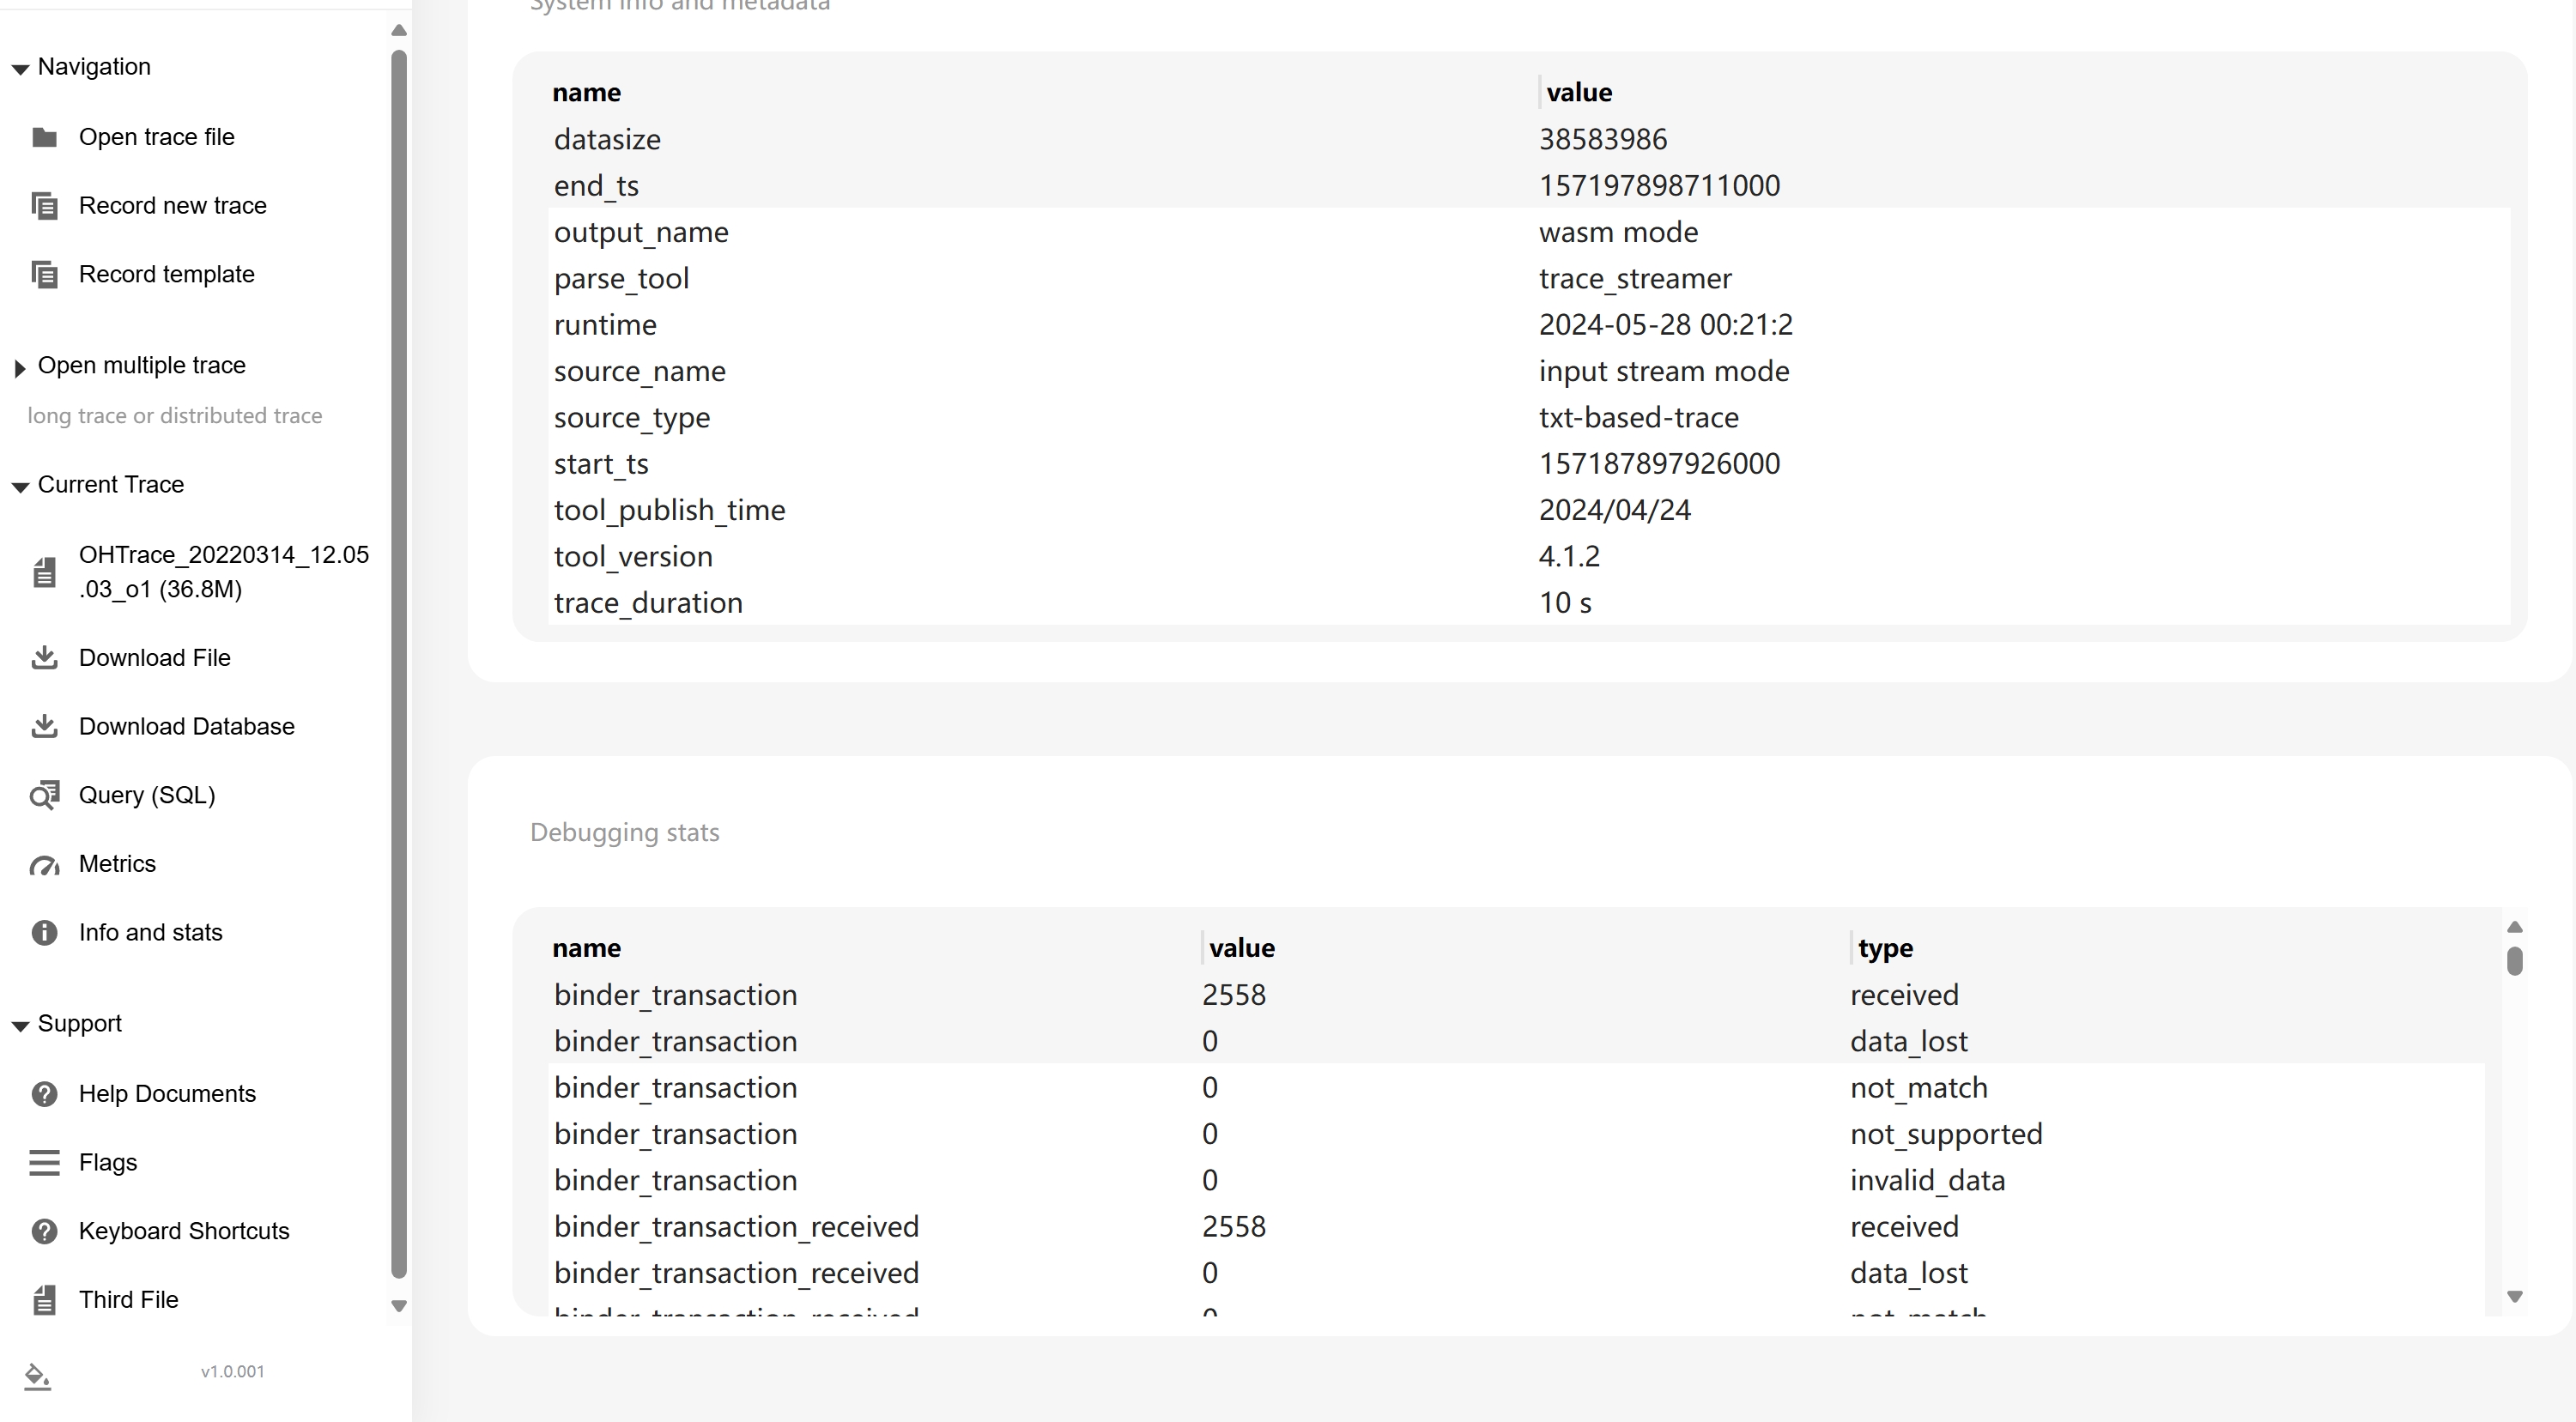 Navigation
Open trace file
Record new trace
Record template
Open multiple trace
long trace or distributed trace
Current Trace
OHTrace_20220314_12.05
.03_o1 (36.8M)
Download File
Download Database
Query (SQL)
Metrics
Info and stats
Support
Help Documents
Flags
Keyboard Shortcuts
Third File
v1.0.001
System info and metadata
name value
datasize 38583986
end_ts 157197898711000
output_name wasm mode
parse_tool trace_streamer
runtime 2024-05-28 00:21:2
source_name input stream mode
source_type txt-based-trace
start_ts 157187897926000
tool_publish_time 2024/04/24
tool_version 4.1.2
trace_duration 10 s
Debugging stats
name value type
binder_transaction 2558 received
binder_transaction 0 data_lost
binder_transaction 0 not_match
binder_transaction 0 not_supported
binder_transaction 0 invalid_data
binder_transaction_received 2558 received
binder_transaction_received 0 data_lost
binder_transaction_received 0 not_match